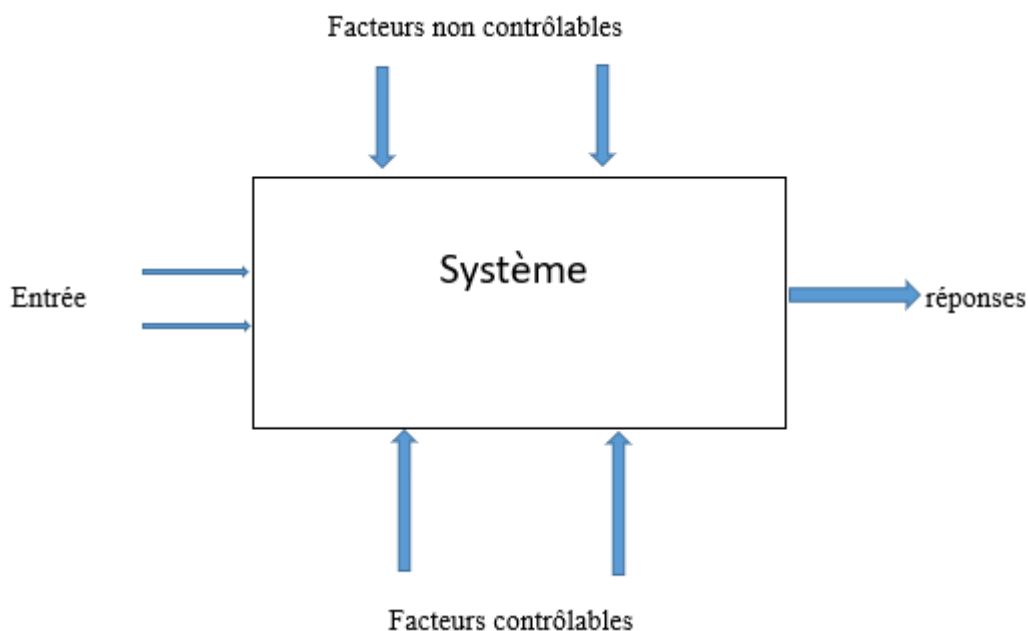 Facteurs non contrôlables
Système
Entrée
réponses
Facteurs contrôlables